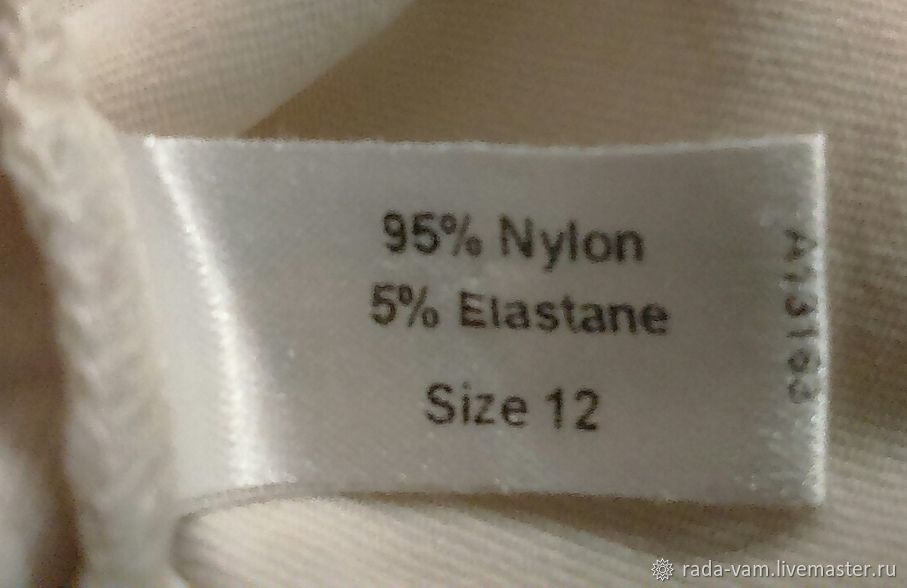 95% Nylon
5% Elastane
Size 12
A13163
rada-vam.livemaster.ru